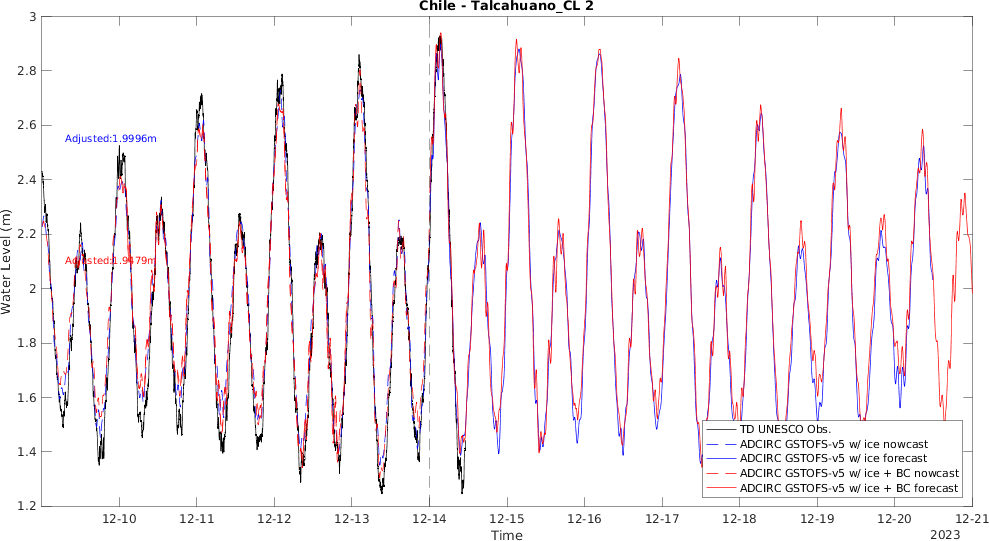 Chile - Talcahuano_CL 2
Water Level (m)
3
2.8
2.6
2.4
2.2
2
1.8
1.6
1.4
1.2
Adjusted:1.9996m
Adjusted:1.9479m
TD UNESCO Obs.
ADCIRC GSTOFS-v5 w/ ice nowcast
ADCIRC GSTOFS-v5 w/ ice forecast
ADCIRC GSTOFS-v5 w/ ice + BC nowcast
ADCIRC GSTOFS-v5 w/ ice + BC forecast
12-10 12-11 12-12 12-13 12-14 12-15 12-16 12-17 12-18 12-19 12-20 12-21
Time
2023